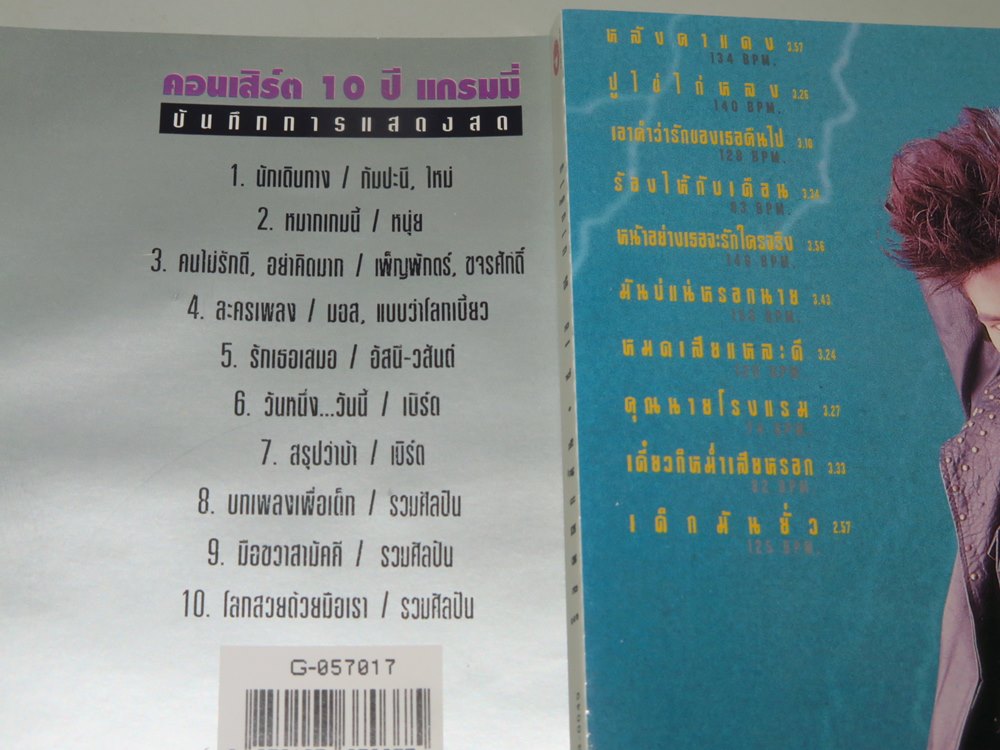 คอนเสิร์ต 10 ปี แกรมมี่
บันทึกการแสดงสด
1. นักเดินทาง / กัมปะนี, ใหม่
2. หมากเกมนี้ / หนุ่ย
3. คนไม่รักดี, อย่าคิดมาก / เพ็ญพักตร์, ขจรศักดิ์
4. ละครเพลง / มอส, แบบว่าโลกเบี้ยว
5. รักเธอเสมอ / อัสนี-วสันต์
6. วันหนึ่ง...วันนี้ / เบิร์ด
7. สรุปว่าบ้า / เบิร์ด
8. บทเพลงเพื่อเด็ก / รวมศิลปิน
9. มือขวาสามัคคี / รวมศิลปิน
10. โลกสวยด้วยมือเรา / รวมศิลปิน
G-057017
หลังคาแดง 3.57
134 BPM.
ปูไข่ไก่หลง 3.26
140 BPM.
เอาคำว่ารักของเธอคืนไป 3.10
128 BPM.
ร้องไห้กับเดือน 3.34
83 BPM.
หน้าอย่างเธอจะรักใครจริง 3.56
146 BPM.
มันบ่แน่หรอกนาย 3.43
BPM.
หมดเสียแหละดี 3.24
BPM.
คุณนายโรงแรม 3.27
BPM.
เดี๋ยวก็หม่ำเสียหรอก 3.33
82 BPM.
เด็กมันยั่ว 2.57
125 BPM.